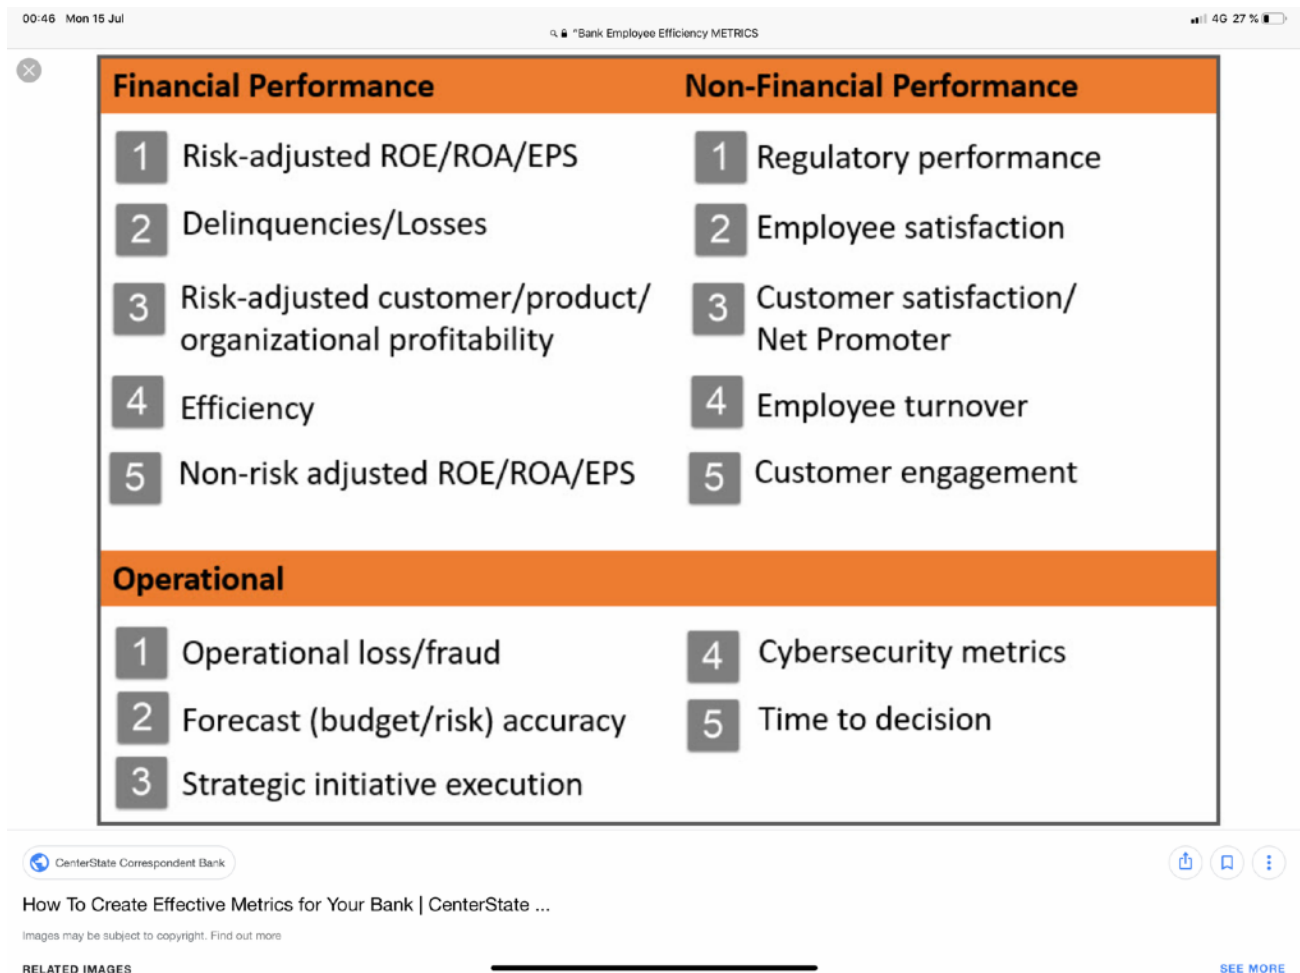 00:46 Mon 15 Jul
4G 27 %
"Bank Employee Efficiency METRICS
Financial Performance
1 Risk-adjusted ROE/ROA/EPS
2 Delinquencies/Losses
3 Risk-adjusted customer/product/
organizational profitability
4 Efficiency
5 Non-risk adjusted ROE/ROA/EPS
Non-Financial Performance
1 Regulatory performance
2 Employee satisfaction
3 Customer satisfaction/
Net Promoter
4 Employee turnover
5 Customer engagement
Operational
1 Operational loss/fraud
2 Forecast (budget/risk) accuracy
3 Strategic initiative execution
4 Cybersecurity metrics
5 Time to decision
CenterState Correspondent Bank
How To Create Effective Metrics for Your Bank | CenterState ...
Images may be subject to copyright. Find out more
RELATED IMAGES
SEE MORE